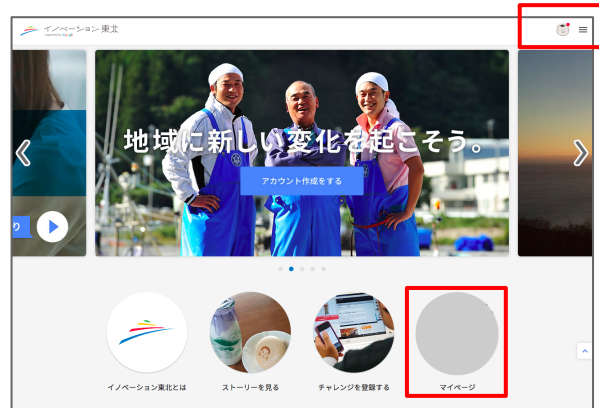 イノベーション東北
地域に新しい変化を起こそう。
アカウント作成をする
り
イノベーション東北とは
ストーリーを見る
チャレンジを登録する
マイページ